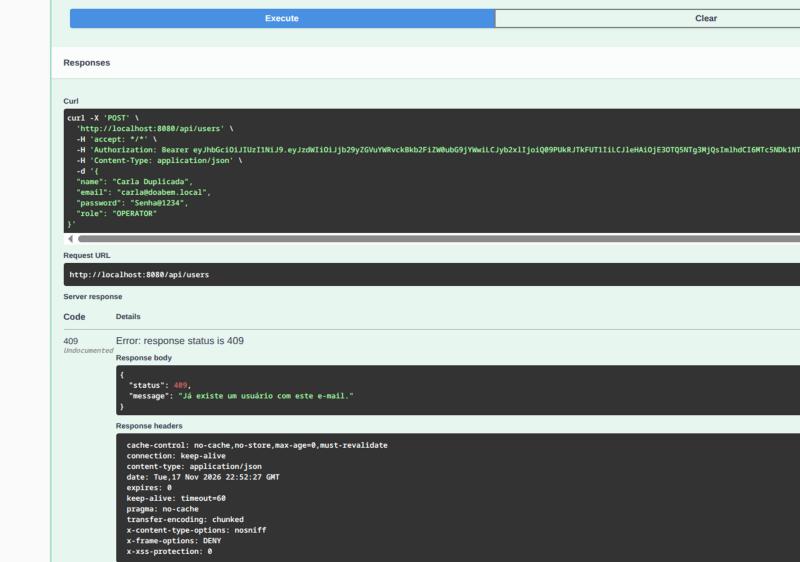 Execute
Clear
Responses
Curl
curl -X 'POST' \
'http://localhost:8080/api/users' \
-H 'accept: */*' \
-H 'Authorization: Bearer
-H 'Content-Type: application/json' \
-d '{
"name": "Carla Duplicada",
"email": "carla@doabem.local",
"password": "Senha@1234",
"role": "OPERATOR"
}'
Request URL
http://localhost:8080/api/users
Server response
Code
Details
409
Undocumented
Error: response status is 409
Response body
{
"status": 409,
"message": "Já existe um usuário com este e-mail."
}
Response headers
cache-control: no-cache,no-store,max-age=0,must-revalidate
connection: keep-alive
content-type: application/json
date: Tue,17 Nov 2026 22:52:27 GMT
expires: 0
keep-alive: timeout=60
pragma: no-cache
transfer-encoding: chunked
x-content-type-options: nosniff
x-frame-options: DENY
x-xss-protection: 0